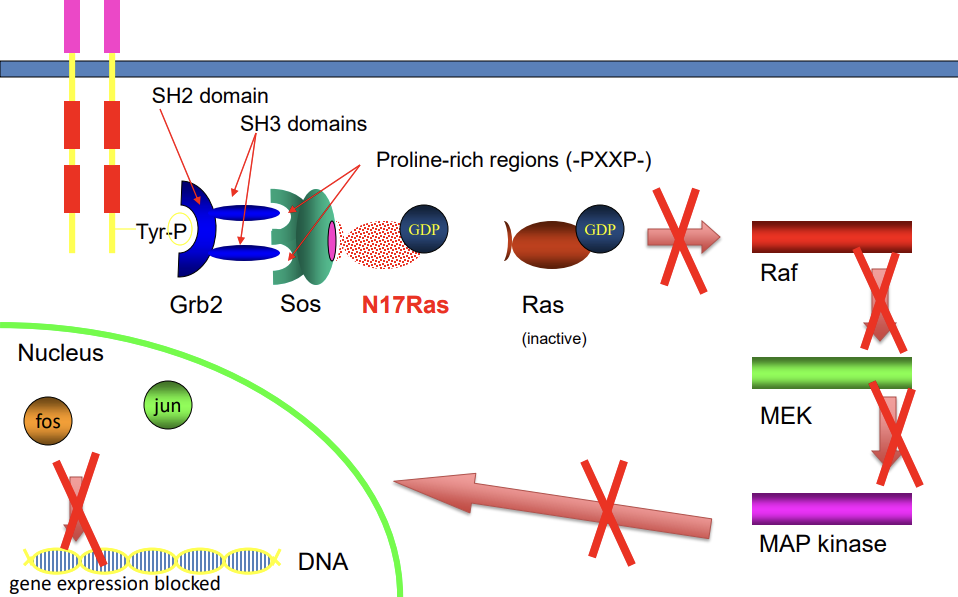 SH2 domain
SH3 domains
Proline-rich regions (-PXXP-)
Tyr-P
GDP
GDP
Grb2
Sos
N17Ras
Ras
(inactive)
Raf
Nucleus
fos
jun
MEK
MAP kinase
DNA
gene expression blocked